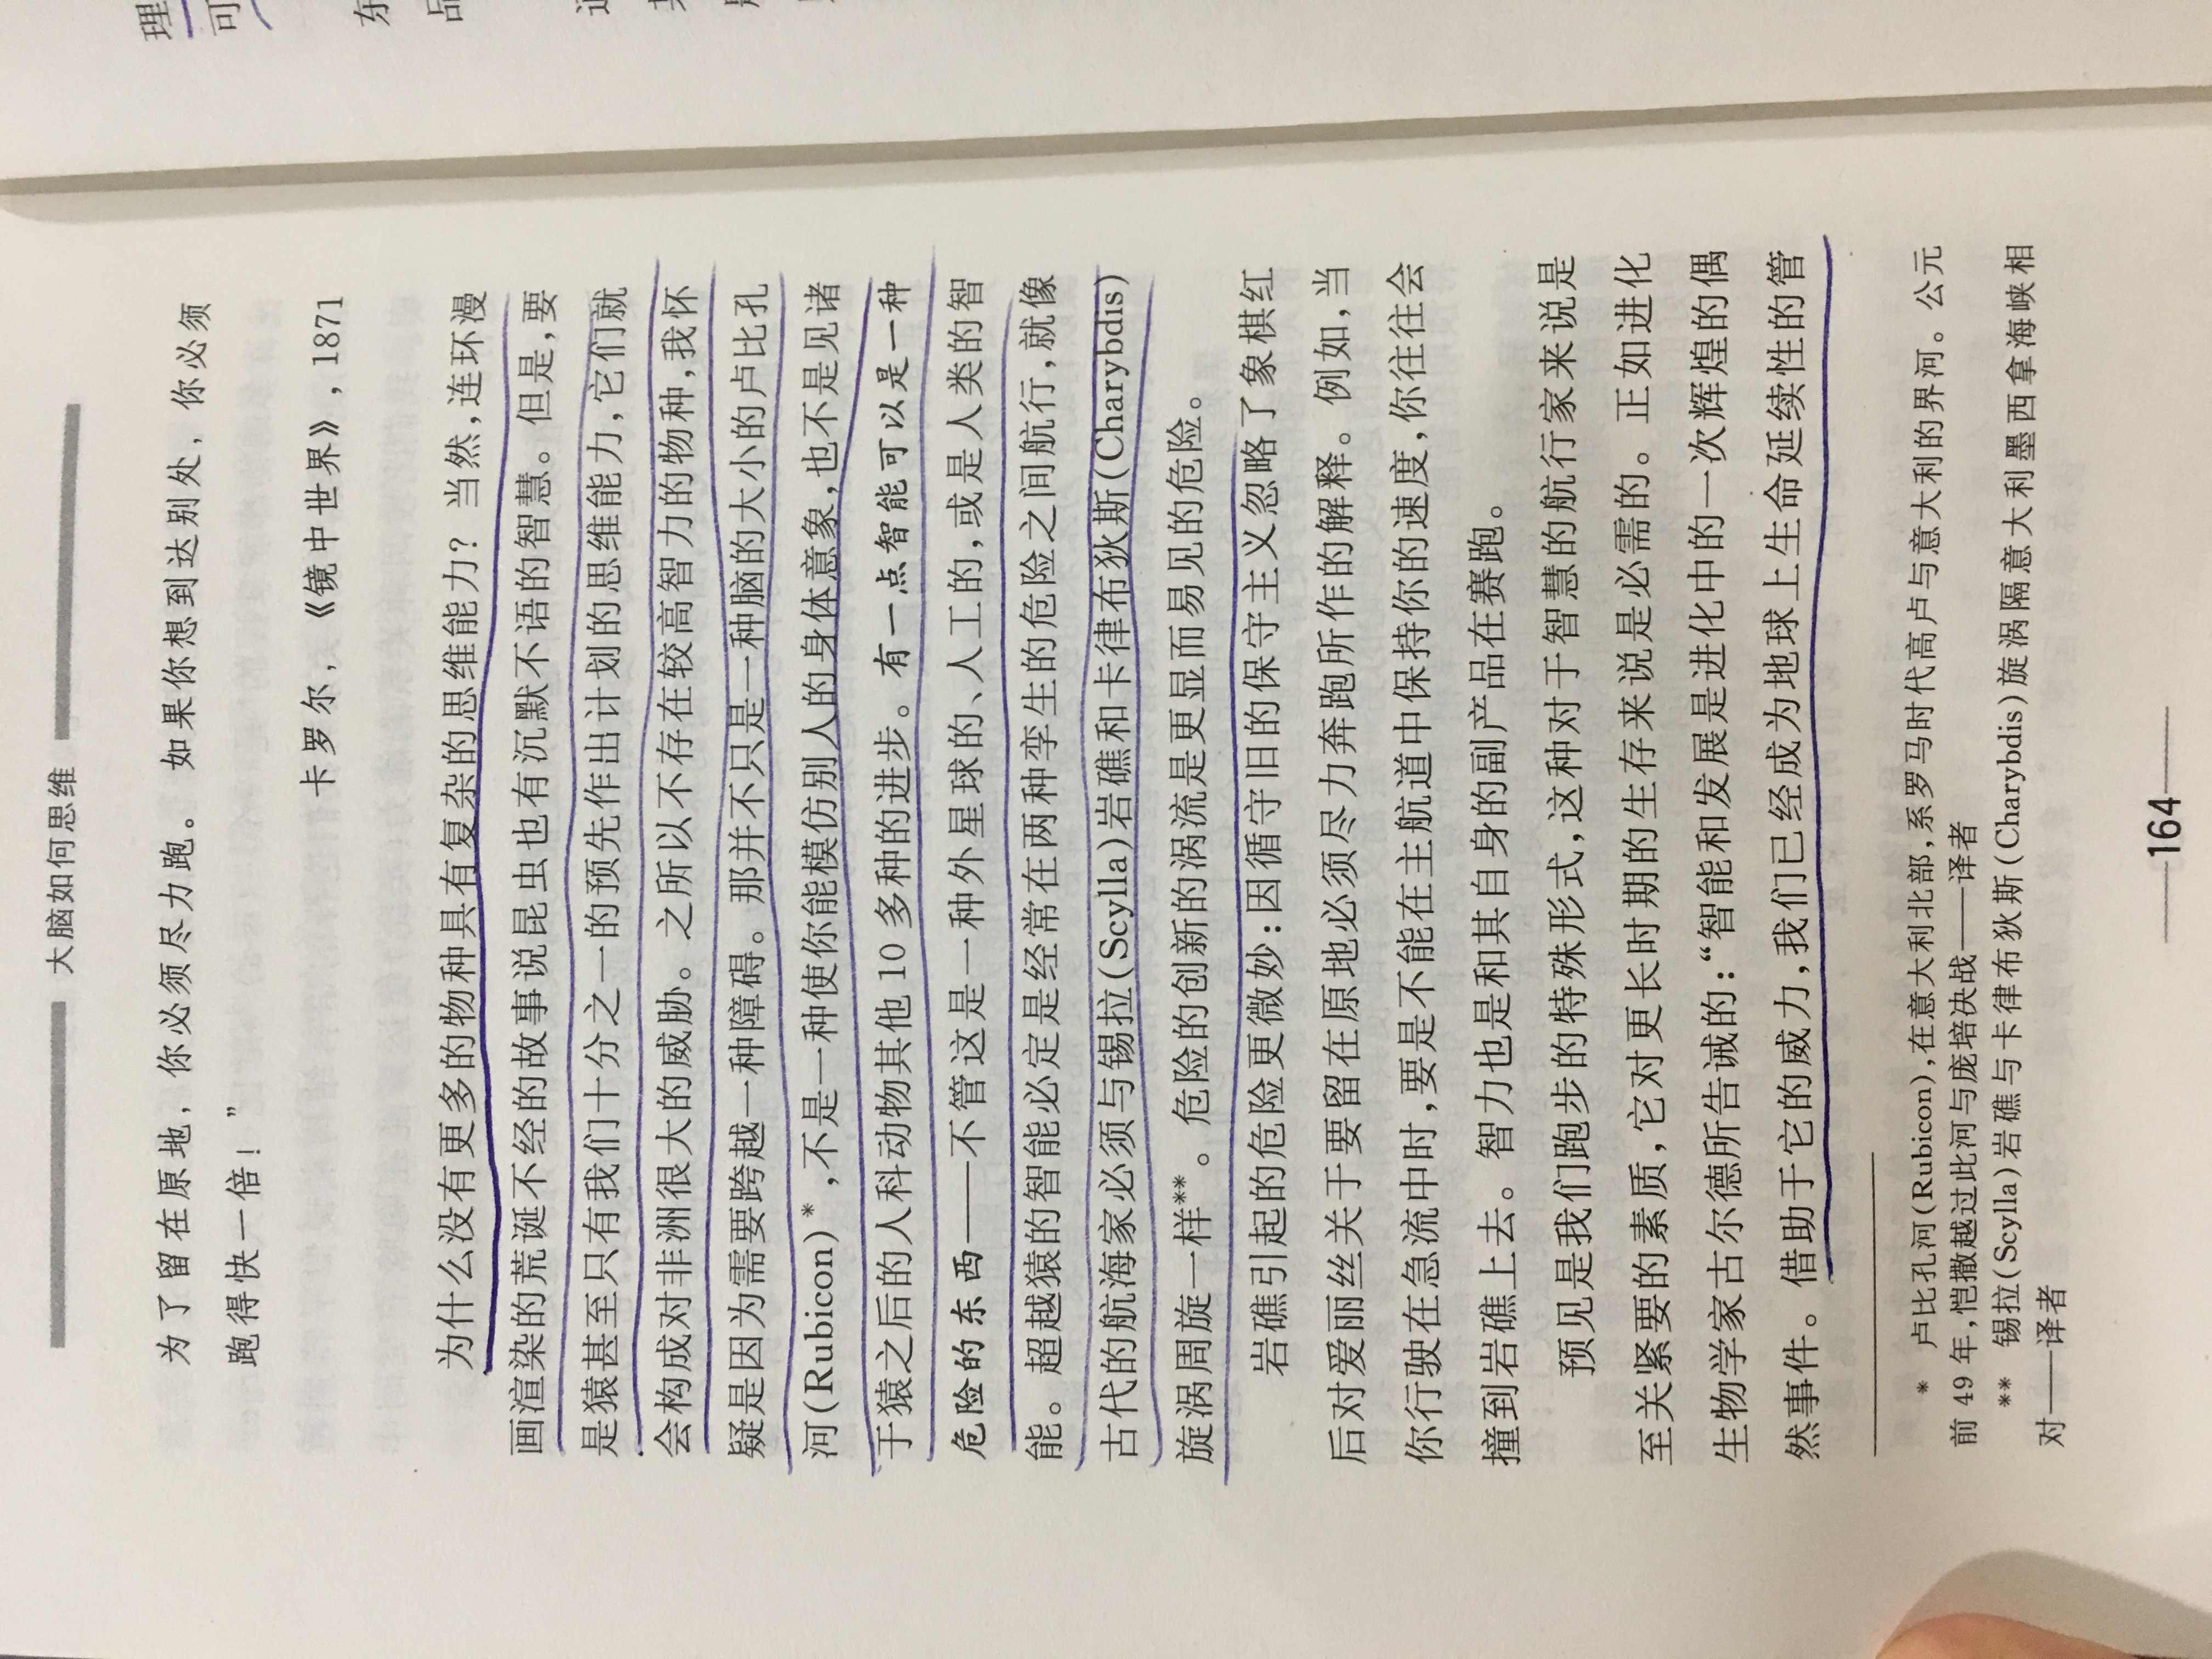 大脑如何思维
为了留在原地，你必须尽力跑。 如果你想到达别处，你必须
跑得快一倍！”
卡罗尔，《镜中世界》，1871
为什么没有更多的物种具有复杂的思维能力？当然，连环漫
画渲染的荒诞不经的故事说昆虫也有沉默不语的智慧。但是，要
是猿甚至只有我们十分之一的预先作出计划的思维能力，它们就
会构成对非洲很大的威胁。之所以不存在较高智力的物种，我怀
疑是因为需要跨越一种障碍。那并不只是一种脑的大小的卢比孔
河(Rubicon)*，不是一种使你能模仿别人的身体意象，也不是见诸
于猿之后的人科动物其他 10 多种的进步。有一点智能可以是一种
危险的东西——不管这是一种外星球的、人工的，或是人类的智
能。超越猿的智能必定是经常在两种孪生的危险之间航行，就像
古代的航海家必须与锡拉(Scylla)岩礁和卡律布狄斯(Charybdis)
旋涡周旋一样**。危险的创新的涡流是更显而易见的危险。
岩礁引起的危险更微妙：因循守旧的保守主义忽略了象棋红
后对爱丽丝关于要留在原地必须尽力奔跑所作的解释。例如，当
你行驶在急流中时，要是不能在主航道中保持你的速度，你往往会
撞到岩礁上去。智力也是和其自身的副产品在赛跑。
预见是我们跑步的特殊形式，这种对于智慧的航行家来说是
至关紧要的素质，它对更长时期的生存来说是必需的。正如进化
生物学家古尔德所告诫的：“智能和发展是进化中的一次辉煌的偶
然事件。借助于它的威力，我们已经成为地球上生命延续性的管
* 卢比孔河(Rubicon)，在意大利北部，系罗马时代高卢与意大利的界河。公元
前 49 年，恺撒越过此河与庞培决战——译者
** 锡拉(Scylla)岩礁与卡律布狄斯(Charybdis)旋涡隔意大利墨西拿海峡相
对——译者
164
理
可
东
品